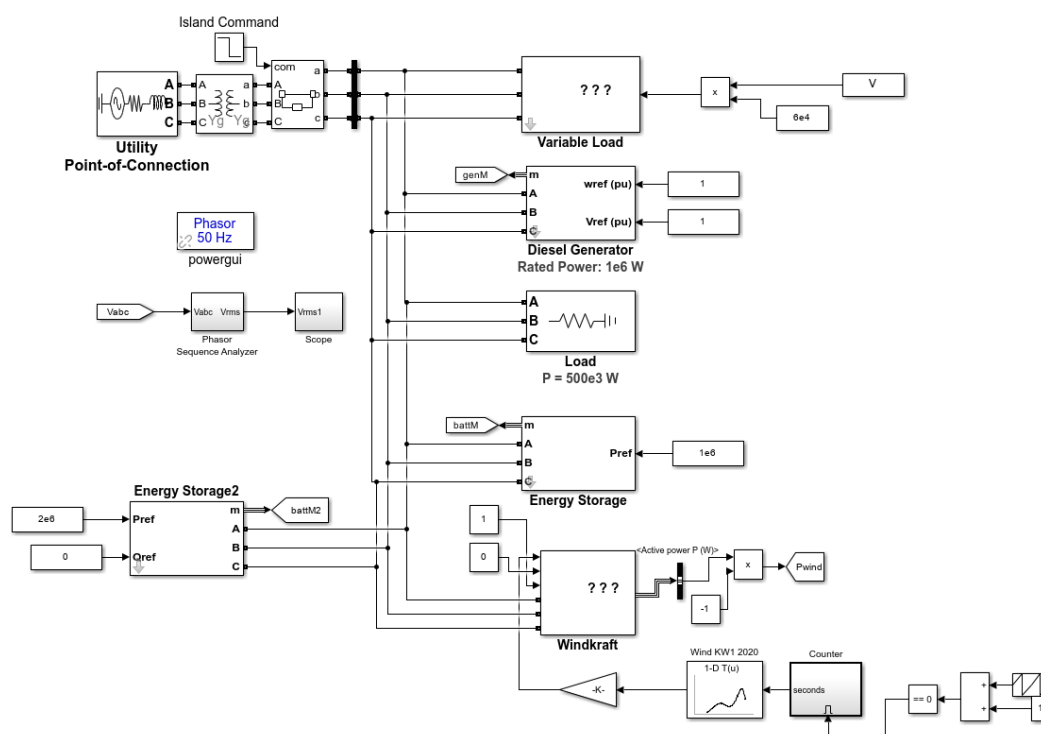 Island Command
com
A
B
C
A
B
C
a
b
c
Yg
Yg
A
B
C
a
b
c
Utility
Point-of-Connection
? ? ?
Variable Load
x
V
6e4
genM
m
A
B
C
wref (pu)
Vref (pu)
1
1
Diesel Generator
Rated Power: 1e6 W
Phasor
50 Hz
powergui
Vabc
Vabc
Vrms
Vrms1
Phasor
Sequence Analyzer
Scope
A
B
C
Load
P = 500e3 W
battM
m
A
B
C
Pref
1e6
Energy Storage
Energy Storage2
2e6
0
Pref
Qref
m
A
B
C
battM2
1
0
? ? ?
Windkraft
<Active power P (W)>
x
-1
Pwind
-K-
Wind KW1 2020
1-D T(u)
Counter
seconds
== 0
+
+